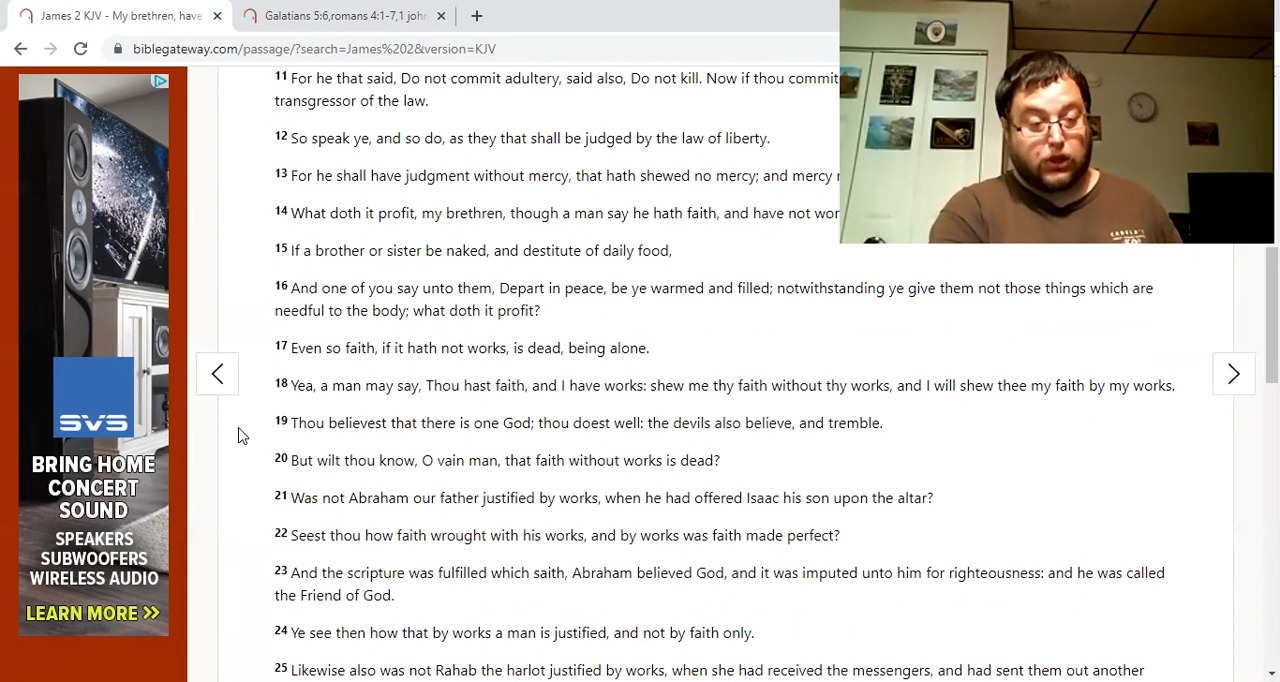 James 2 KJV - My brethren, have
Galatians 5:6,romans 4:1-7,1 joh
biblegateway.com/passage/?search=James%202&version=KJV
11 For he that said, Do not commit adultery, said also, Do not kill. Now if thou commit
transgressor of the law.
12 So speak ye, and so do, as they that shall be judged by the law of liberty.
13 For he shall have judgment without mercy, that hath shewed no mercy; and mercy
14 What doth it profit, my brethren, though a man say he hath faith, and have not wor
15 If a brother or sister be naked, and destitute of daily food,
16 And one of you say unto them, Depart in peace, be ye warmed and filled; notwithstanding ye give them not those things which are
needful to the body; what doth it profit?
17 Even so faith, if it hath not works, is dead, being alone.
18 Yea, a man may say, Thou hast faith, and I have works: shew me thy faith without thy works, and I will shew thee my faith by my works.
19 Thou believest that there is one God; thou doest well: the devils also believe, and tremble.
20 But wilt thou know, O vain man, that faith without works is dead?
21 Was not Abraham our father justified by works, when he had offered Isaac his son upon the altar?
22 Seest thou how faith wrought with his works, and by works was faith made perfect?
23 And the scripture was fulfilled which saith, Abraham believed God, and it was imputed unto him for righteousness: and he was called
the Friend of God.
24 Ye see then how that by works a man is justified, and not by faith only.
25 Likewise also was not Rahab the harlot justified by works, when she had received the messengers, and had sent them out another
SVS
BRING HOME
CONCERT
SOUND
SPEAKERS
SUBWOOFERS
WIRELESS AUDIO
LEARN MORE >>
CABELA'S